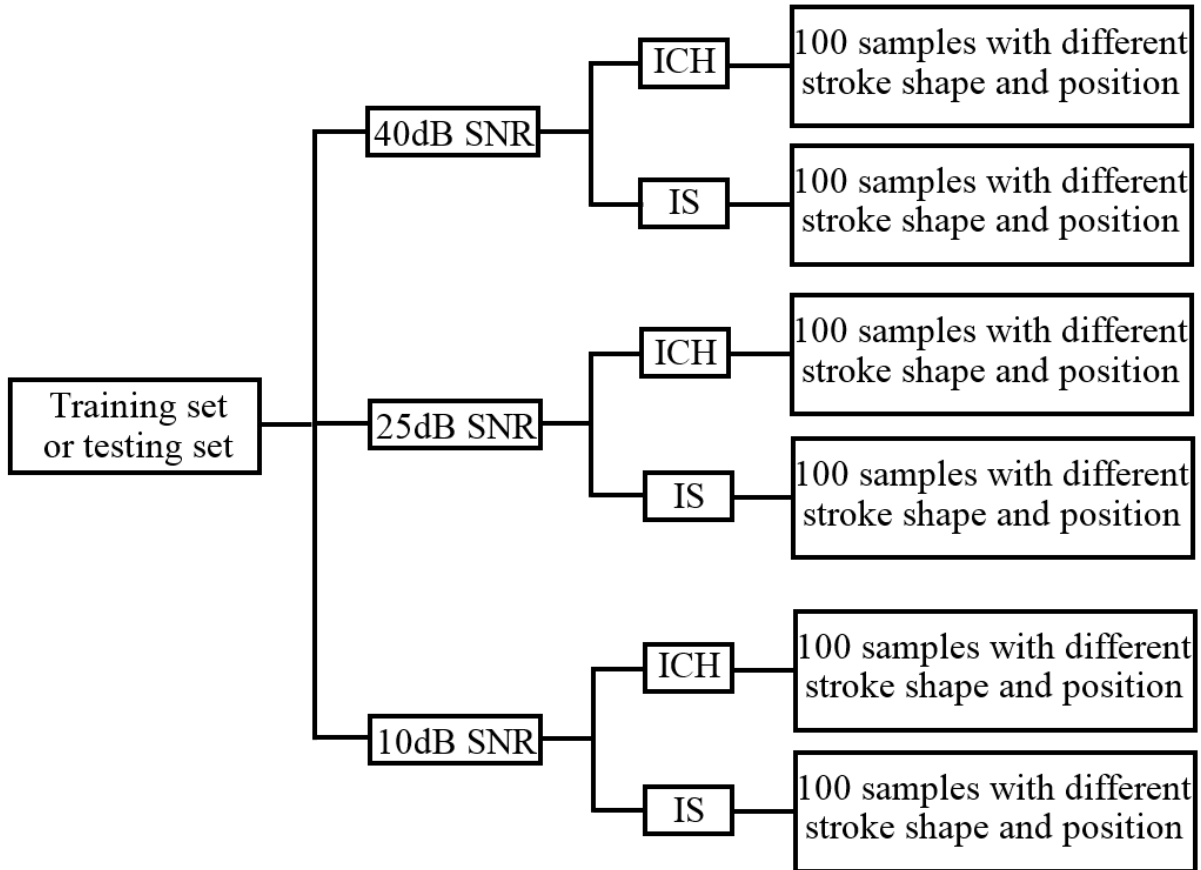 Training set
or testing set
40dB SNR
ICH
100 samples with different
stroke shape and position
IS
100 samples with different
stroke shape and position
25dB SNR
ICH
100 samples with different
stroke shape and position
IS
100 samples with different
stroke shape and position
10dB SNR
ICH
100 samples with different
stroke shape and position
IS
100 samples with different
stroke shape and position